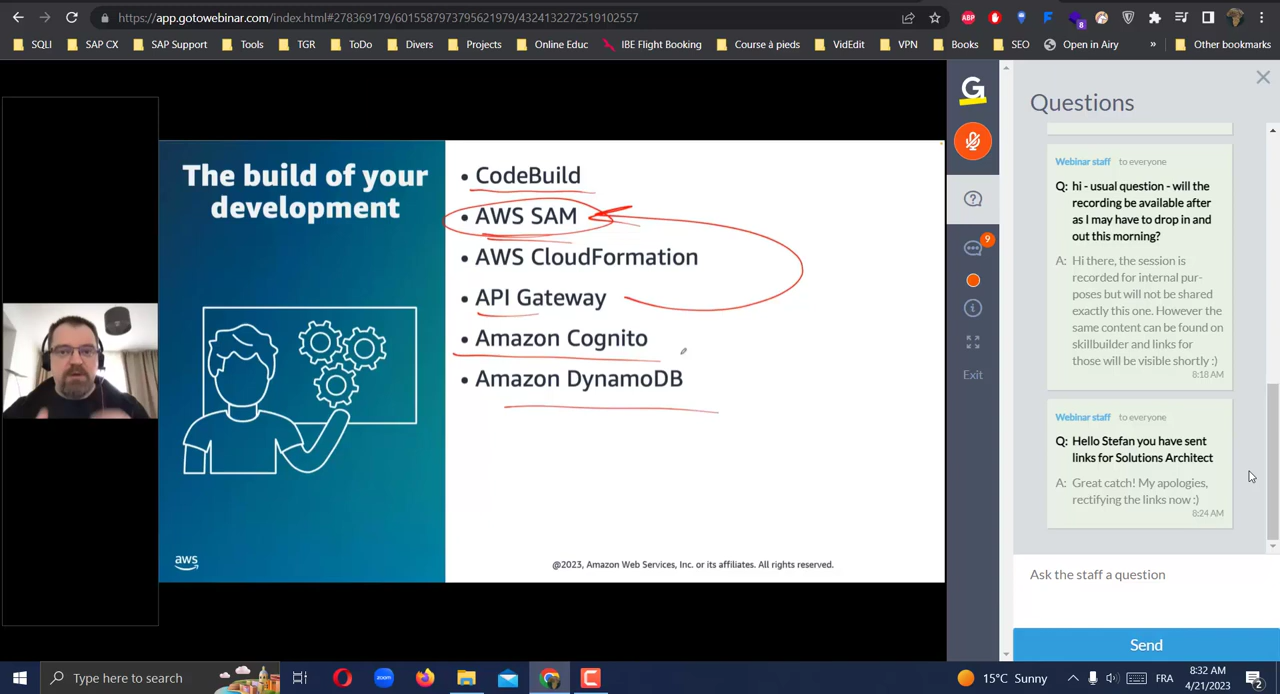 https://app.gotowebinar.com/index.html#278369179/6015587973795621979/4324132272519102557
ABP
8
SQLI
SAP CX
SAP Support
Tools
TGR
ToDo
Divers
Projects
Online Educ
IBE Flight Booking
Course à pieds
VidEdit
VPN
Books
SEO
Open in Airy
»
Other bookmarks
The build of your
development
• CodeBuild
• AWS SAM
• AWS CloudFormation
• API Gateway
• Amazon Cognito
• Amazon DynamoDB
aws
@2023, Amazon Web Services, Inc. or its affiliates. All rights reserved.
G
9
Exit
Questions
Webinar staff to everyone
Q: hi - usual question - will the
recording be available after
as I may have to drop in and
out this morning?
A: Hi there, the session is
recorded for internal pur-
poses but will not be shared
exactly this one. However the
same content can be found on
skillbuilder and links for
those will be visible shortly :)
8:18 AM
Webinar staff to everyone
Q: Hello Stefan you have sent
links for Solutions Architect
A: Great catch! My apologies,
rectifying the links now :)
8:24 AM
Ask the staff a question
Send
Type here to search
zoom
15°C Sunny
FRA
8:32 AM
4/21/2023
2